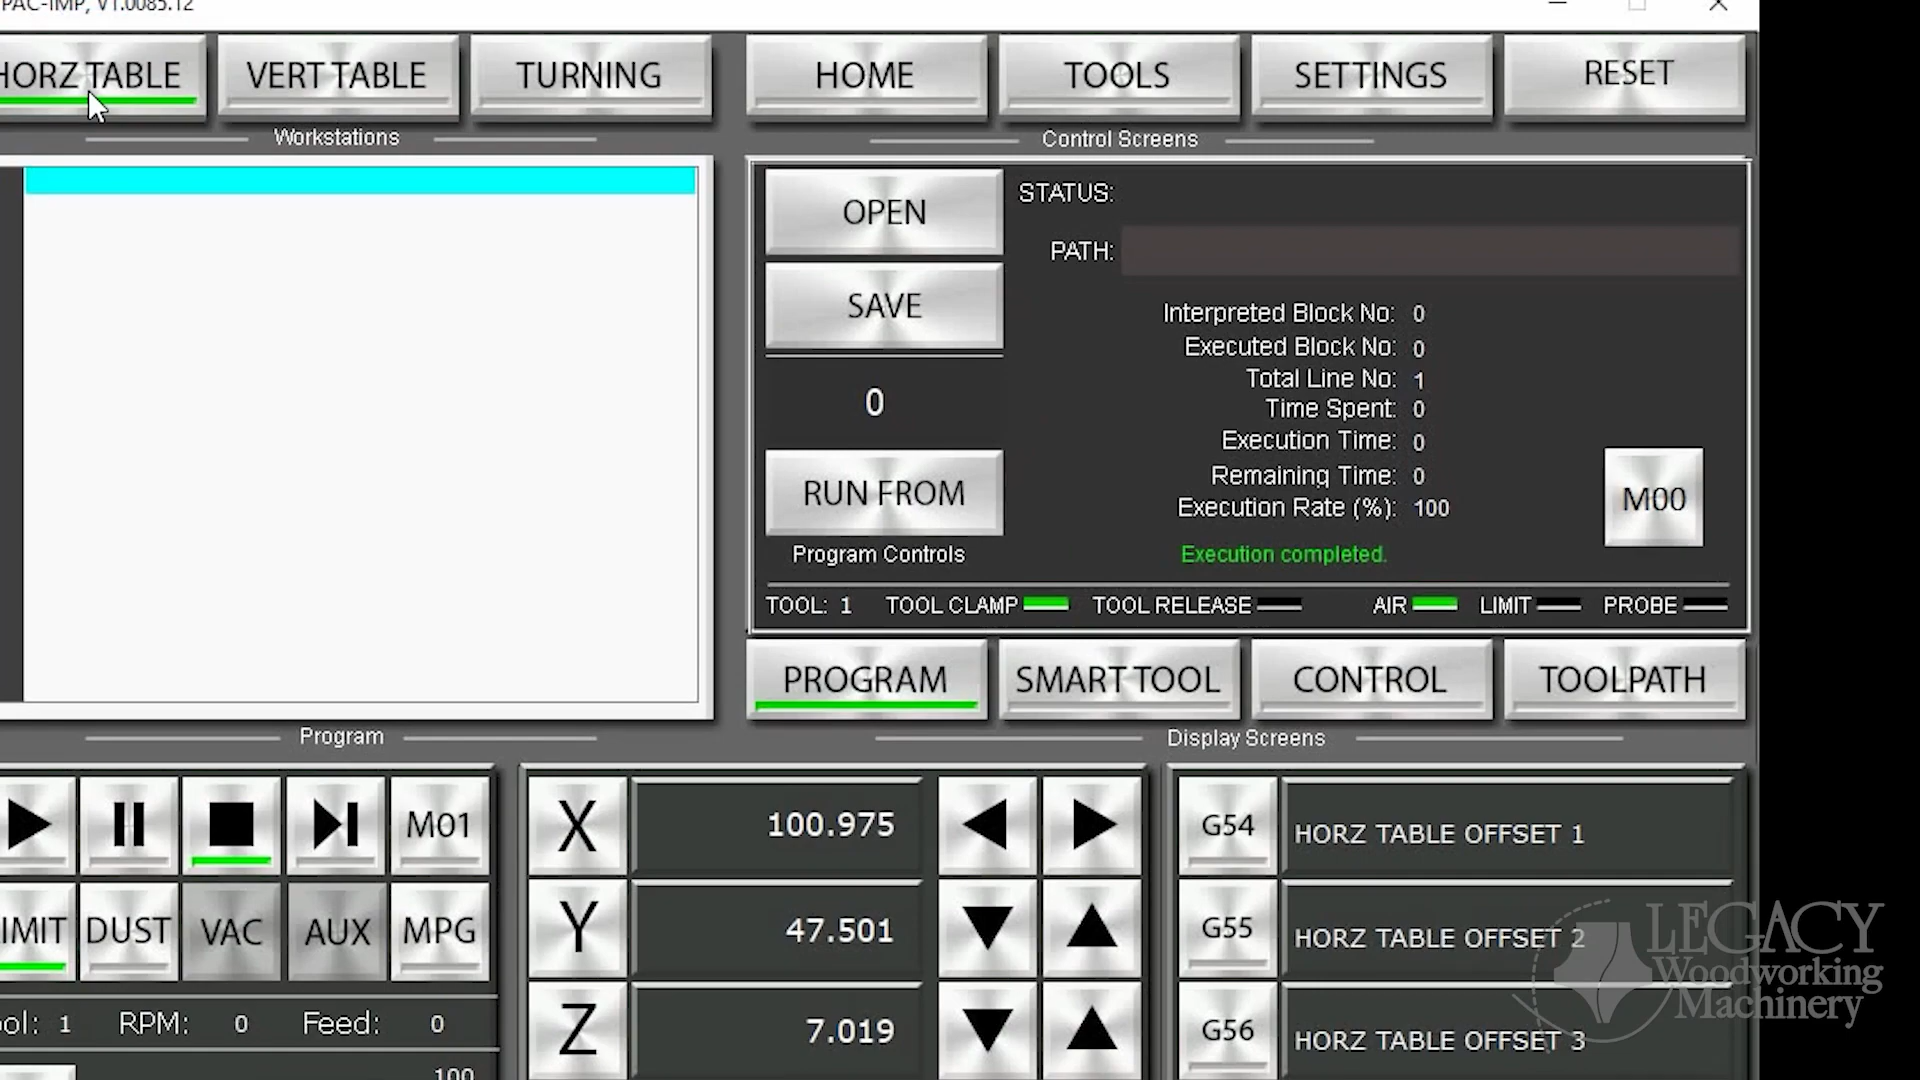 PAC-IMP, V1.0085.12
HORZ TABLE
VERT TABLE
TURNING
HOME
TOOLS
SETTINGS
RESET
Workstations
Control Screens
OPEN
STATUS:
PATH:
SAVE
Interpreted Block No: 0
Executed Block No: 0
Total Line No: 1
0
Time Spent: 0
Execution Time: 0
Remaining Time: 0
RUN FROM
Execution Rate (%): 100
M00
Program Controls
Execution completed.
TOOL: 1 TOOL CLAMP TOOL RELEASE AIR LIMIT PROBE
PROGRAM
SMART TOOL
CONTROL
TOOLPATH
Program
Display Screens
M01
X 100.975
G54 HORZ TABLE OFFSET 1
IMIT DUST VAC AUX MPG
Y 47.501
G55 HORZ TABLE OFFSET 2
ool: 1 RPM: 0 Feed: 0
Z 7.019
G56 HORZ TABLE OFFSET 3
100
LEGACY
Woodworking
Machinery